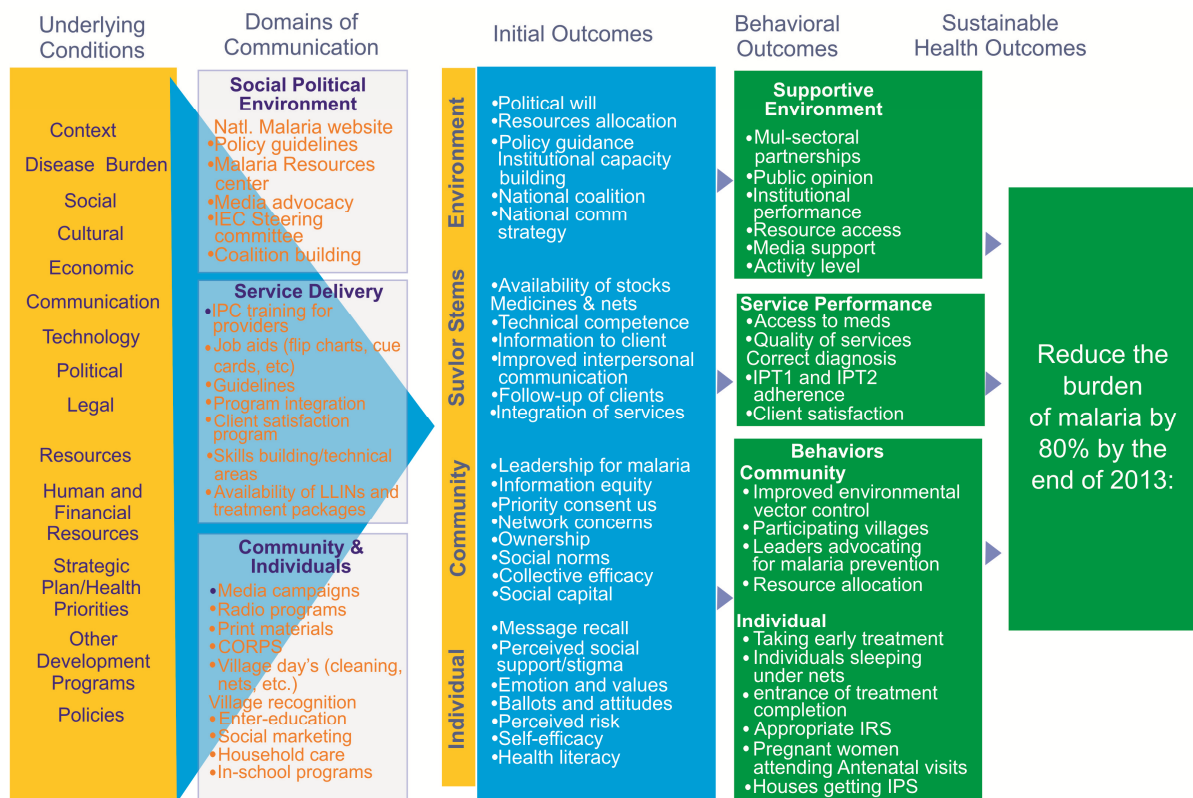 Underlying
Conditions
Domains of
Communication
Initial Outcomes
Behavioral
Outcomes
Sustainable
Health Outcomes
Context
Disease Burden
Social
Cultural
Economic
Communication
Technology
Political
Legal
Resources
Human and
Financial
Resources
Strategic
Plan/Health
Priorities
Other
Development
Programs
Policies
Social Political
Environment
Natl. Malaria website
•Policy guidelines
•Malaria Resources
center
•Media advocacy
•IEC Steering
committee
•Coalition building
Service Delivery
•IPC training for
providers
•Job aids (flip charts, cue
cards, etc)
•Guidelines
•Program integration
•Client satisfaction
program
•Skills building/technical
areas
•Availability of LLINs and
treatment packages
Community &
Individuals
•Media campaigns
•Radio programs
•Print materials
•CORPS
•Village day's (cleaning,
nets, etc.)
Village recognition
•Enter-education
•Social marketing
•Household care
•In-school programs
Environment
•Political will
•Resources allocation
•Policy guidance
Institutional capacity
building
•National coalition
•National comm
strategy
Suvlor Stems
•Availability of stocks
Medicines & nets
•Technical competence
•Information to client
•Improved interpersonal
communication
•Follow-up of clients
•Integration of services
Community
•Leadership for malaria
•Information equity
•Priority consent us
•Network concerns
•Ownership
•Social norms
•Collective efficacy
•Social capital
Individual
•Message recall
•Perceived social
support/stigma
•Emotion and values
•Ballots and attitudes
•Perceived risk
•Self-efficacy
•Health literacy
Supportive
Environment
•Mul-sectoral
partnerships
•Public opinion
•Institutional
performance
•Resource access
•Media support
•Activity level
Service Performance
•Access to meds
•Quality of services
Correct diagnosis
•IPT1 and IPT2
adherence
•Client satisfaction
Behaviors
Community
•Improved environmental
vector control
•Participating villages
•Leaders advocating
for malaria prevention
•Resource allocation
Individual
•Taking early treatment
•Individuals sleeping
under nets
•entrance of treatment
completion
•Appropriate IRS
•Pregnant women
attending Antenatal visits
•Houses getting IPS
Reduce the
burden
of malaria by
80% by the
end of 2013: